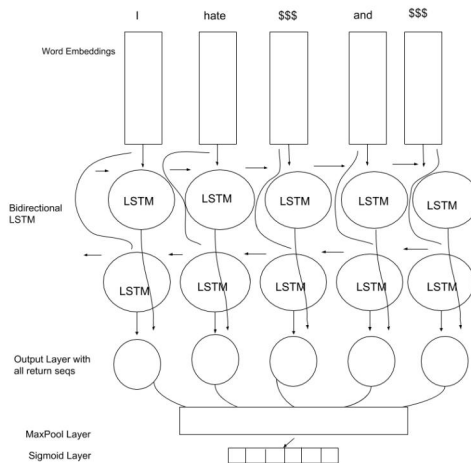 I hate $$$ and $$$
Word Embeddings
LSTM LSTM LSTM LSTM LSTM
Bidirectional
LSTM
LSTM LSTM LSTM LSTM LSTM
Output Layer with
all return seqs
MaxPool Layer
Sigmoid Layer